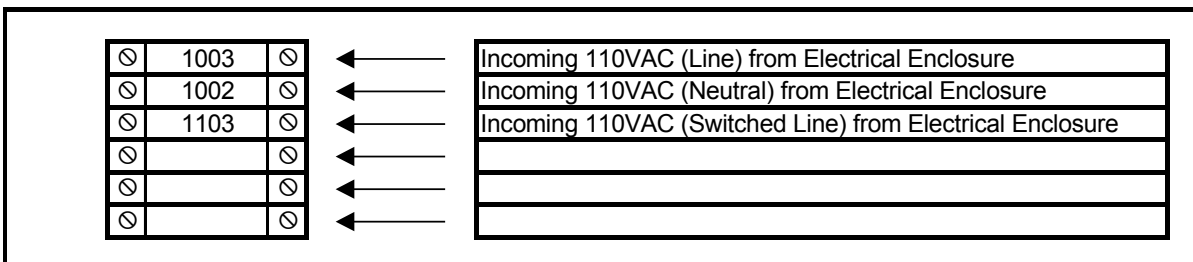 1003 Incoming 110VAC (Line) from Electrical Enclosure
1002 Incoming 110VAC (Neutral) from Electrical Enclosure
1103 Incoming 110VAC (Switched Line) from Electrical Enclosure